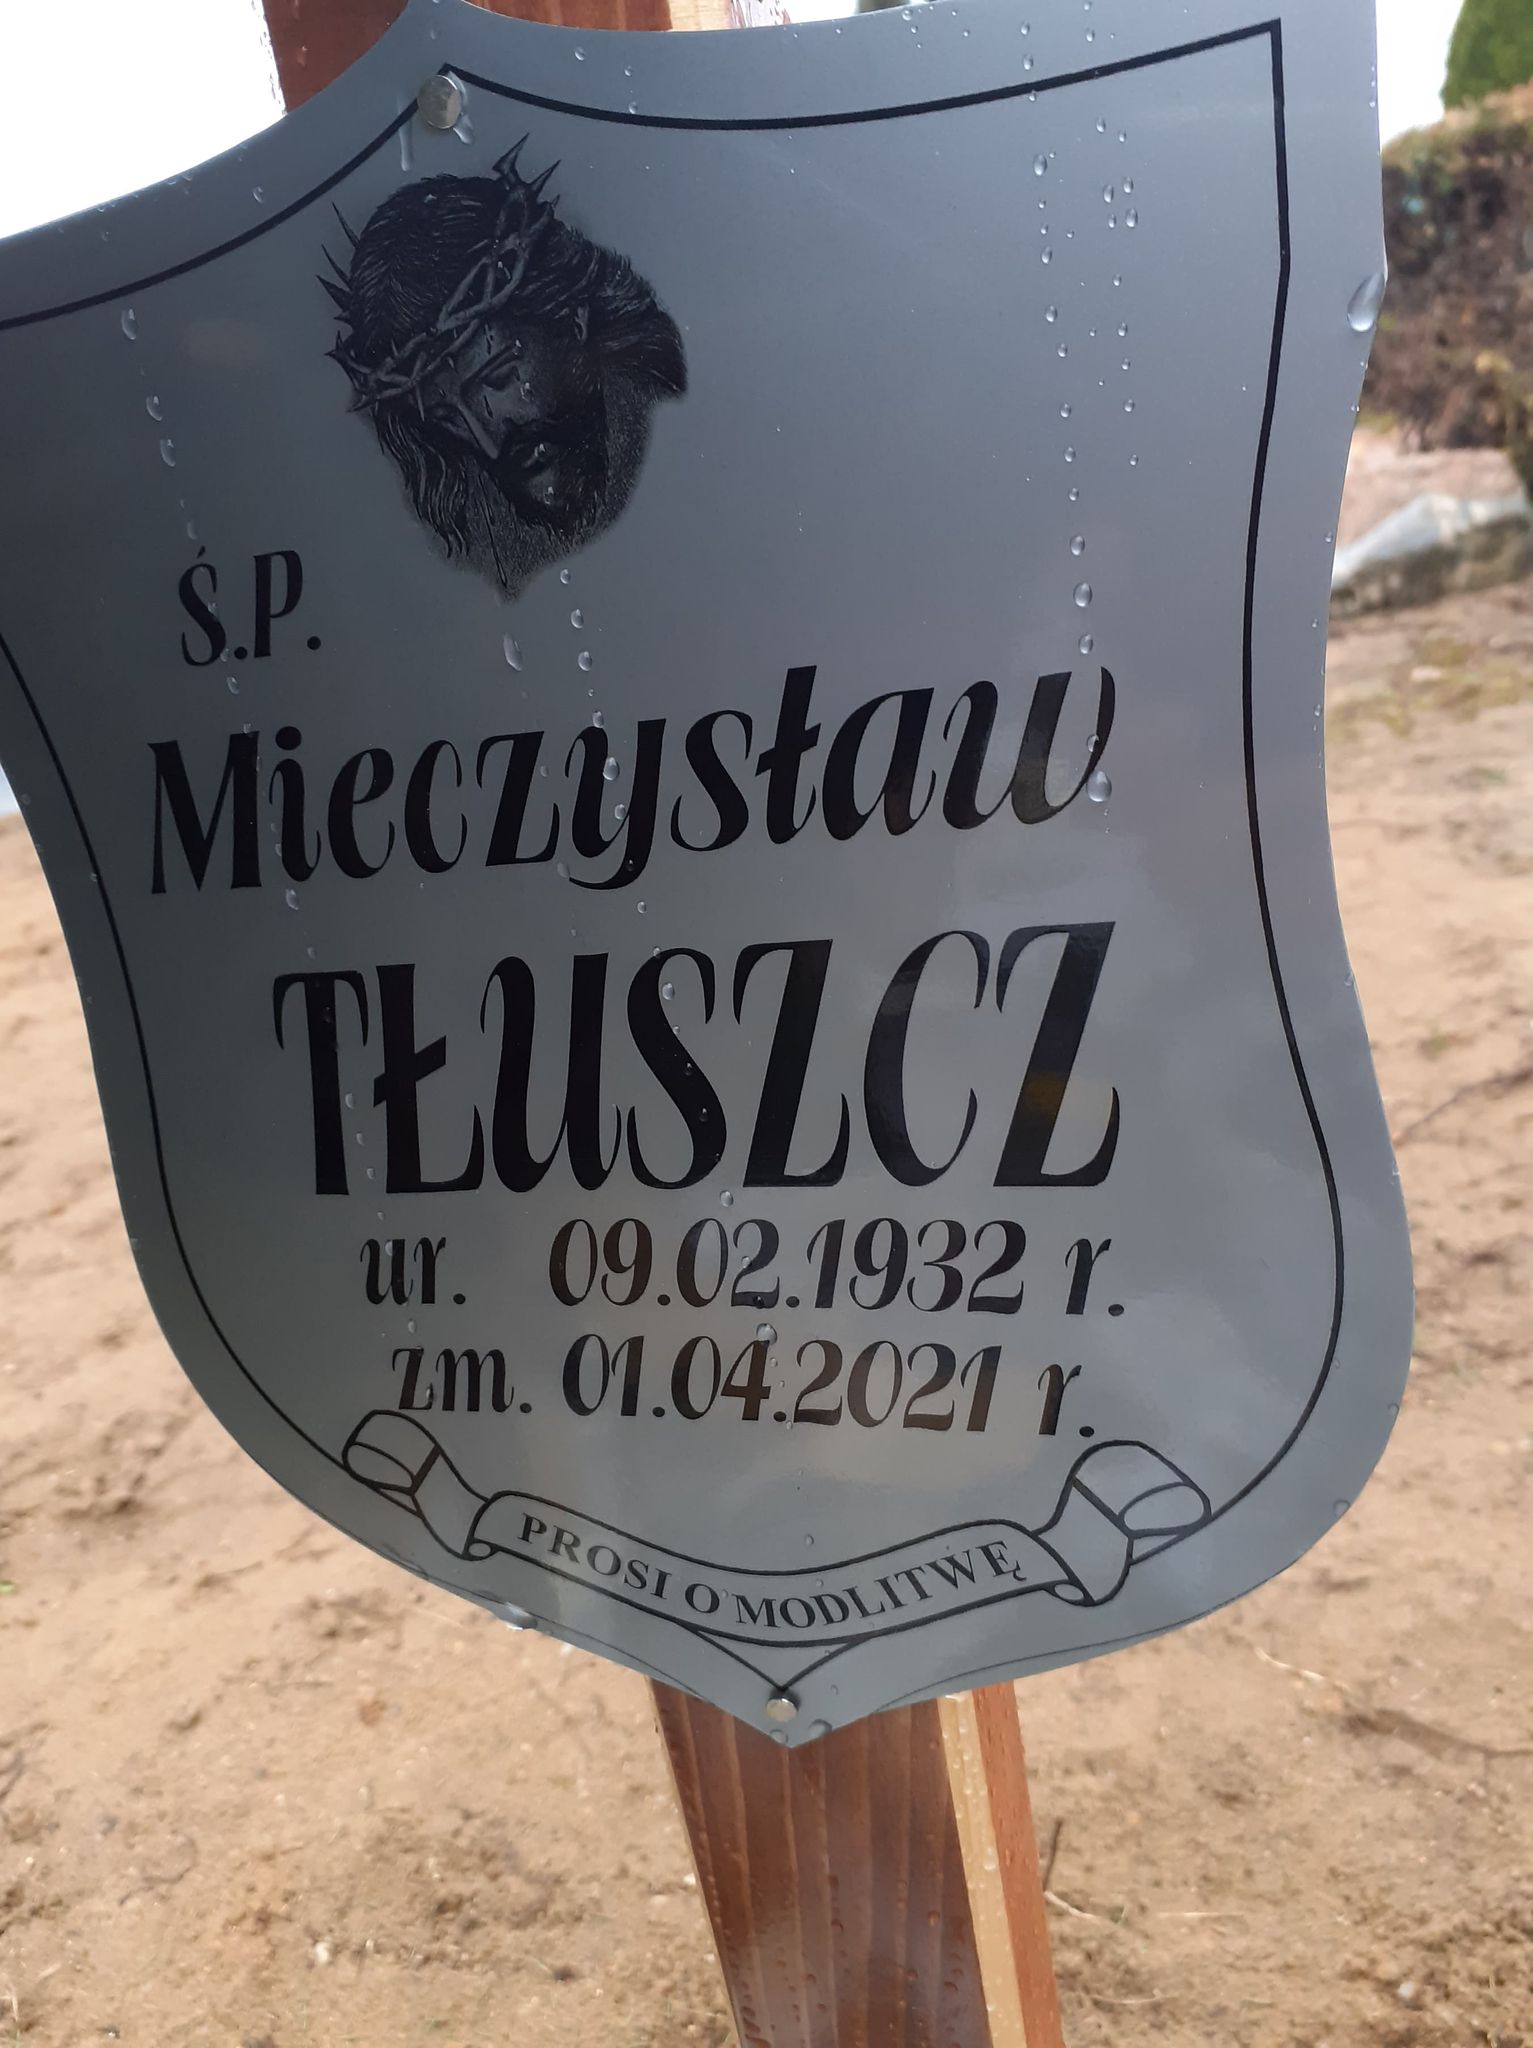 Ś.P.
Mieczysław
TŁUSZCZ
ur. 09.02.1932 r.
zm. 01.04.2021 r.
PROSI O MODLITWĘ